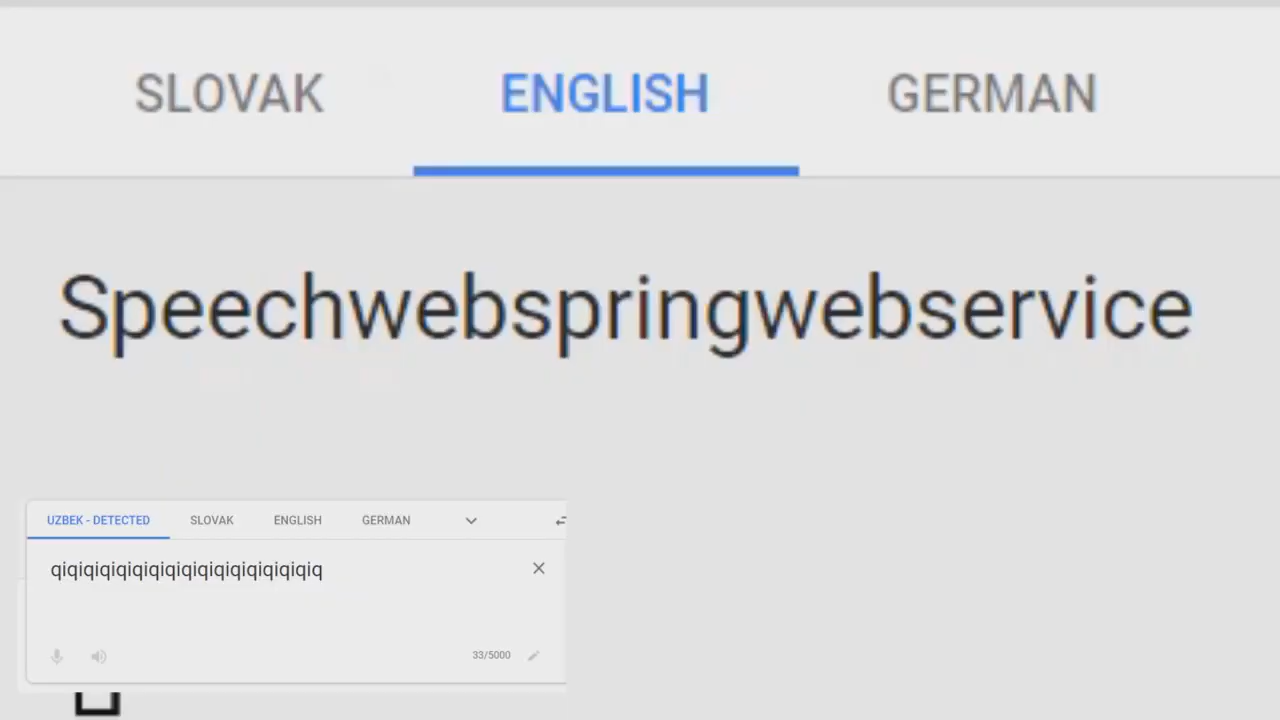 SLOVAK ENGLISH GERMAN
Speechwebspringwebservice
UZBEK - DETECTED SLOVAK ENGLISH GERMAN
qiqiqiqiqiqiqiqiqiqiqiqiqiqiqiqiq
33/5000